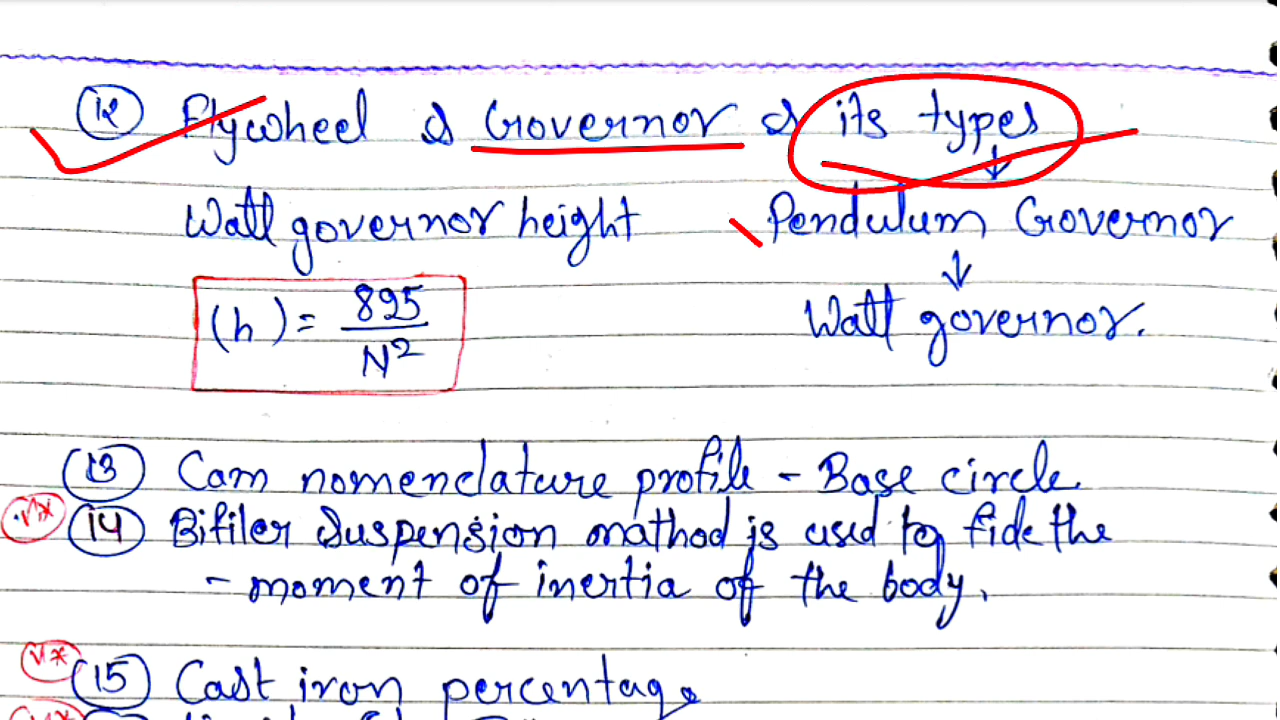 12 Flywheel & Governor & its types
↓
Watt governor height Pendulum Governor
↓
(h) = 895/N² Watt governor.
13 Cam nomenclature profile - Base circle
V* 14 Bifiler Suspension mathod is used to fide the
- moment of inertia of the body.
V* 15 Cast iron percentage